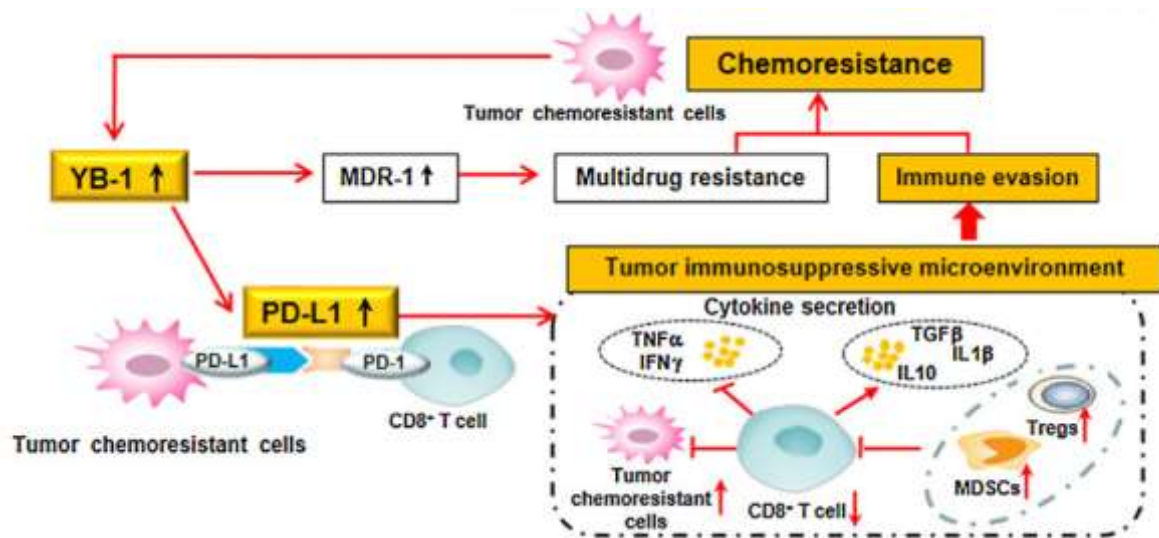 Chemoresistance
Tumor chemoresistant cells
YB-1 ↑
MDR-1 ↑
Multidrug resistance
Immune evasion
Tumor immunosuppressive microenvironment
PD-L1 ↑
PD-L1
PD-1
CD8⁺ T cell
Tumor chemoresistant cells
Cytokine secretion
TNFα
IFNγ
TGFβ
IL1β
IL10
Tregs
MDSCs
Tumor
chemoresistant
cells
CD8⁺ T cell